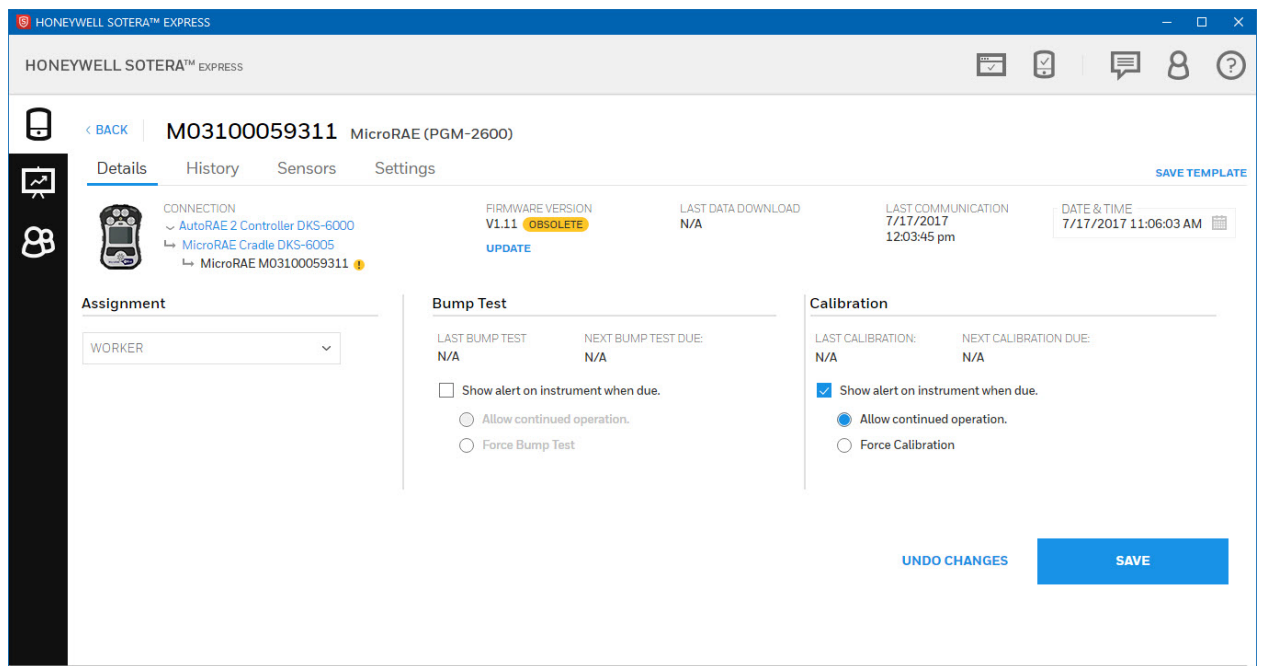 HONEYWELL SOTERA™ EXPRESS
HONEYWELL SOTERA™ EXPRESS
< BACK M03100059311 MicroRAE (PGM-2600)
Details History Sensors Settings
SAVE TEMPLATE
CONNECTION
AutoRAE 2 Controller DKS-6000
MicroRAE Cradle DKS-6005
MicroRAE M03100059311
FIRMWARE VERSION
V1.11 OBSOLETE
UPDATE
LAST DATA DOWNLOAD
N/A
LAST COMMUNICATION
7/17/2017
12:03:45 pm
DATE & TIME
7/17/2017 11:06:03 AM
Assignment
WORKER
Bump Test
LAST BUMP TEST NEXT BUMP TEST DUE:
N/A N/A
Show alert on instrument when due.
Allow continued operation.
Force Bump Test
Calibration
LAST CALIBRATION: NEXT CALIBRATION DUE:
N/A N/A
Show alert on instrument when due.
Allow continued operation.
Force Calibration
UNDO CHANGES SAVE